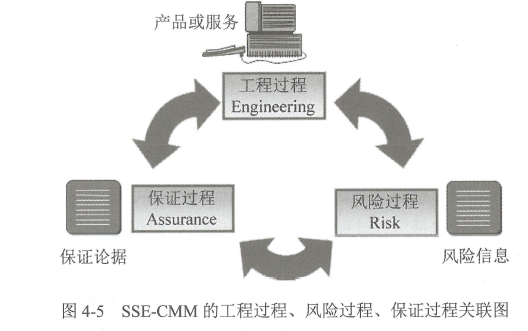 产品或服务
工程过程
Engineering
保证过程
Assurance
风险过程
Risk
保证论据
风险信息
图 4-5 SSE-CMM 的工程过程、风险过程、保证过程关联图